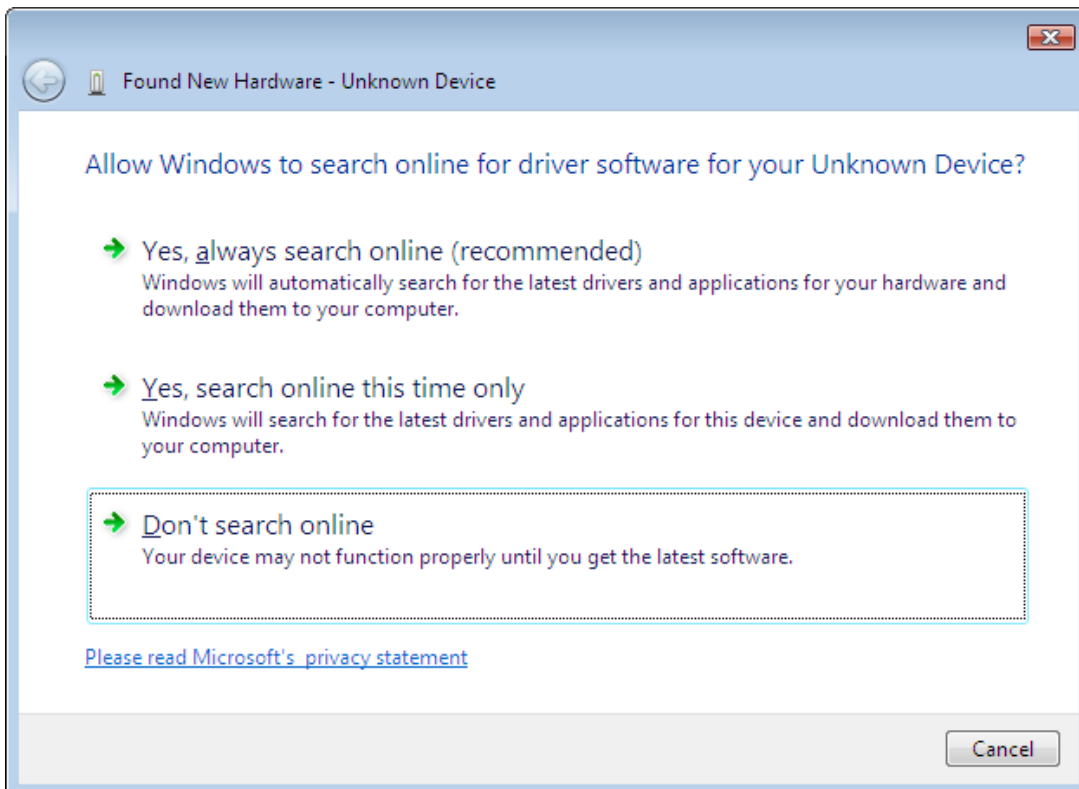 Found New Hardware - Unknown Device
Allow Windows to search online for driver software for your Unknown Device?
Yes, always search online (recommended)
Windows will automatically search for the latest drivers and applications for your hardware and
download them to your computer.
Yes, search online this time only
Windows will search for the latest drivers and applications for this device and download them to
your computer.
Don't search online
Your device may not function properly until you get the latest software.
Please read Microsoft's  privacy statement
Cancel